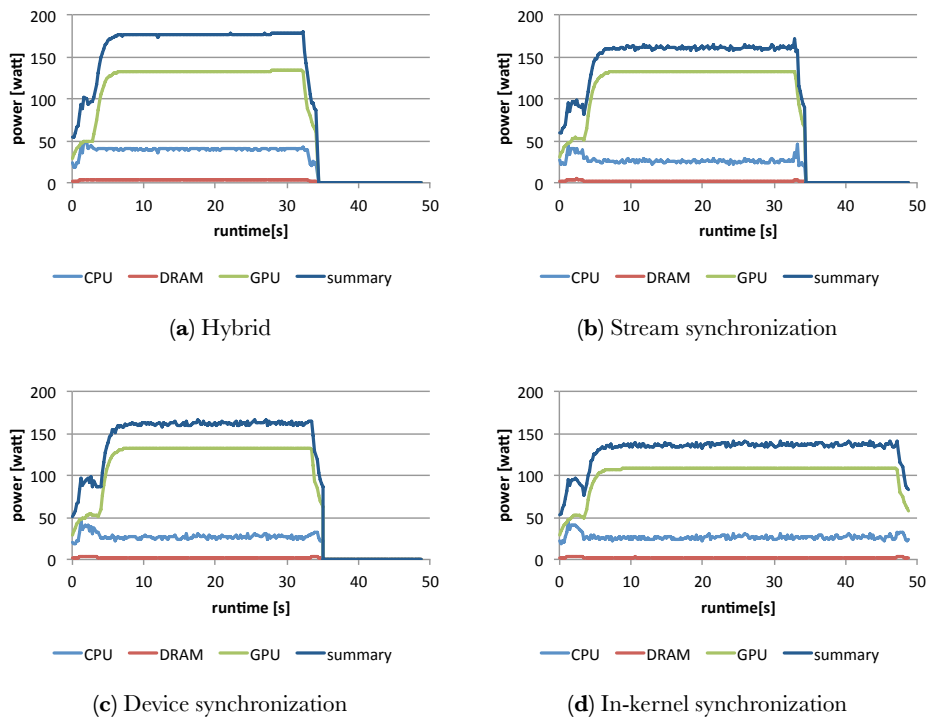 200
150
100
50
0
power [watt]
0 10 20 30 40 50
runtime[s]
CPU DRAM GPU summary
(a) Hybrid
200
150
100
50
0
power [watt]
0 10 20 30 40 50
runtime[s]
CPU DRAM GPU summary
(b) Stream synchronization
200
150
100
50
0
power [watt]
0 10 20 30 40 50
runtime [s]
CPU DRAM GPU summary
(c) Device synchronization
200
150
100
50
0
power [watt]
0 10 20 30 40 50
runtime[s]
CPU DRAM GPU summary
(d) In-kernel synchronization